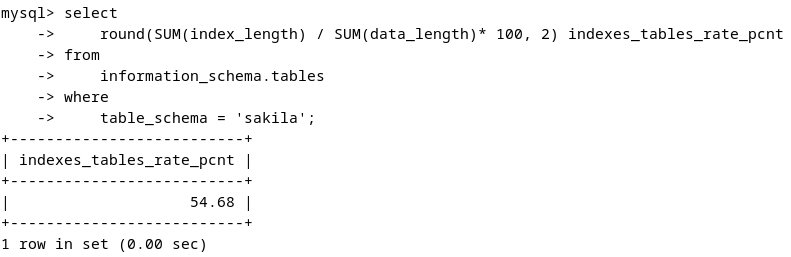 mysql> select
    ->     round(SUM(index_length) / SUM(data_length)* 100, 2) indexes_tables_rate_pcnt
    -> from
    ->     information_schema.tables
    -> where
    ->     table_schema = 'sakila';
+--------------------------+
| indexes_tables_rate_pcnt |
+--------------------------+
|                    54.68 |
+--------------------------+
1 row in set (0.00 sec)